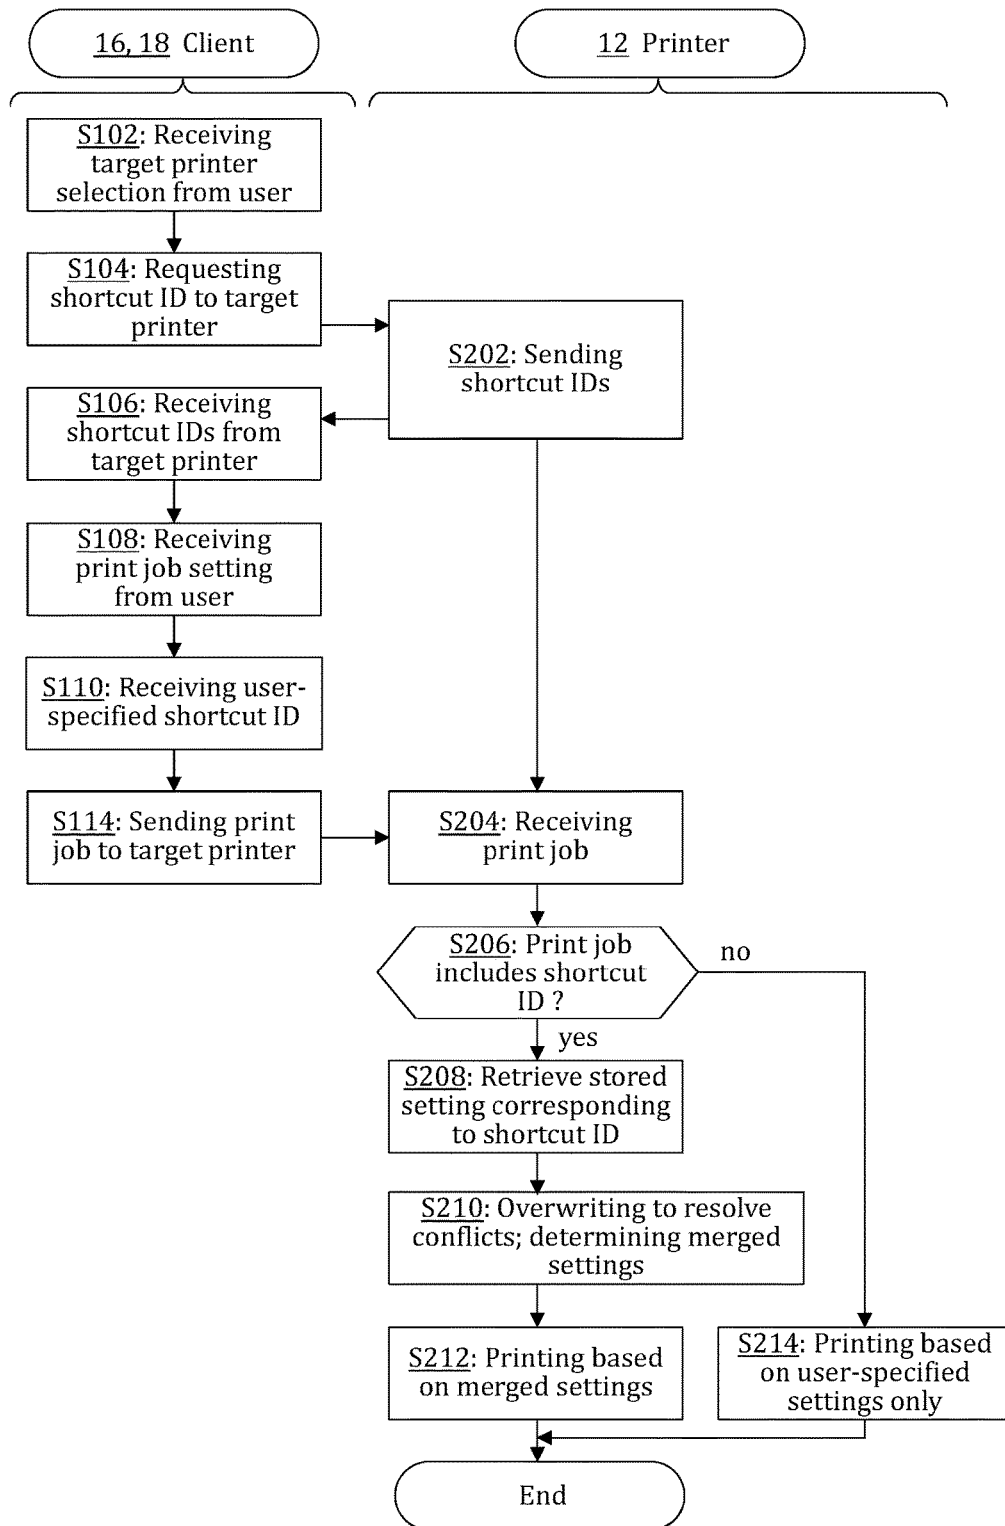 16, 18 Client
12 Printer
S102: Receiving
target printer
selection from user
S104: Requesting
shortcut ID to target
printer
S202: Sending
shortcut IDs
S106: Receiving
shortcut IDs from
target printer
S108: Receiving
print job setting
from user
S110: Receiving user-
specified shortcut ID
S114: Sending print
job to target printer
S204: Receiving
print job
S206: Print job
includes shortcut
ID ?
no
yes
S208: Retrieve stored
setting corresponding
to shortcut ID
S210: Overwriting to resolve
conflicts; determining merged
settings
S212: Printing based
on merged settings
S214: Printing based
on user-specified
settings only
End